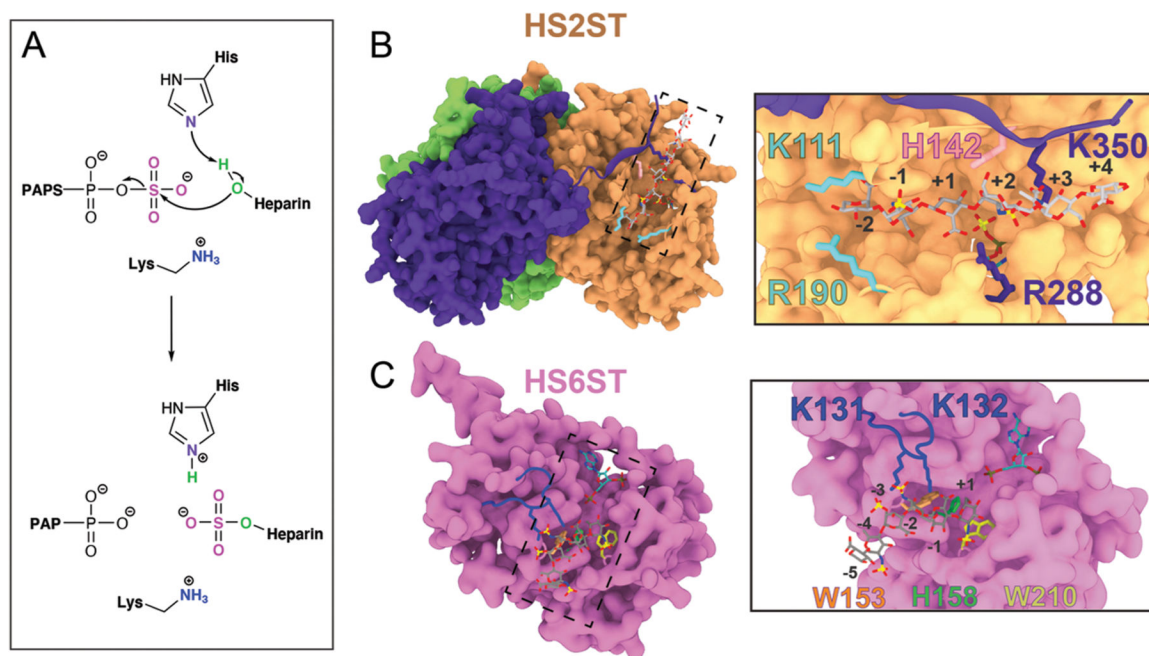 A
His
HN
N
H
O
Heparin
O⊖
PAPS—P—O—S—O⊖
O
O
O
Lys
⊕
NH₃
His
HN
N⊕
H
O⊖
O
PAP—P—O⊖
⊖O—S—O
Heparin
O
O
Lys
⊕
NH₃
HS2ST
B
K111
H142
K350
-1
+1
+2
+3
+4
-2
R190
R288
HS6ST
C
K131
K132
-3
+1
-4
-2
-1
-5
W153
H158
W210